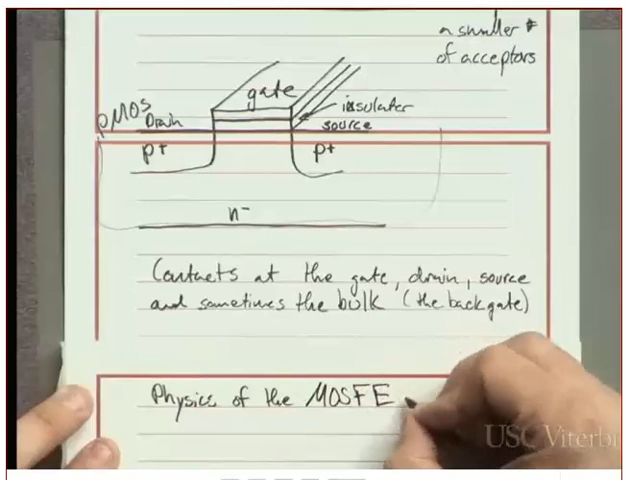 a smaller #
of acceptors
gate
insulater
pMOS Drain
source
p+ p+
n-
Contacts at the gate, drain, source
and sometimes the bulk (the backgate)
Physics of the MOSFE
USC Viterbi